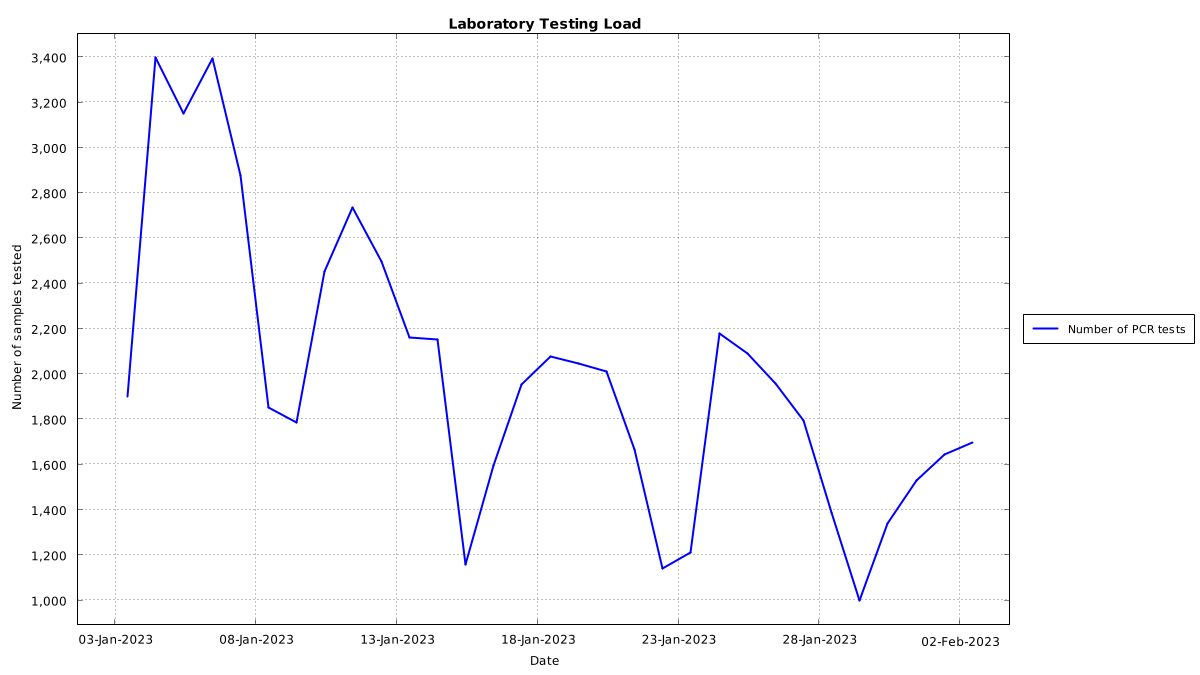 Laboratory Testing Load
3,400
3,200
3,000
2,800
2,600
2,400
2,200
2,000
1,800
1,600
1,400
1,200
1,000
Number of samples tested
03-Jan-2023
08-Jan-2023
13-Jan-2023
18-Jan-2023
23-Jan-2023
28-Jan-2023
02-Feb-2023
Date
Number of PCR tests